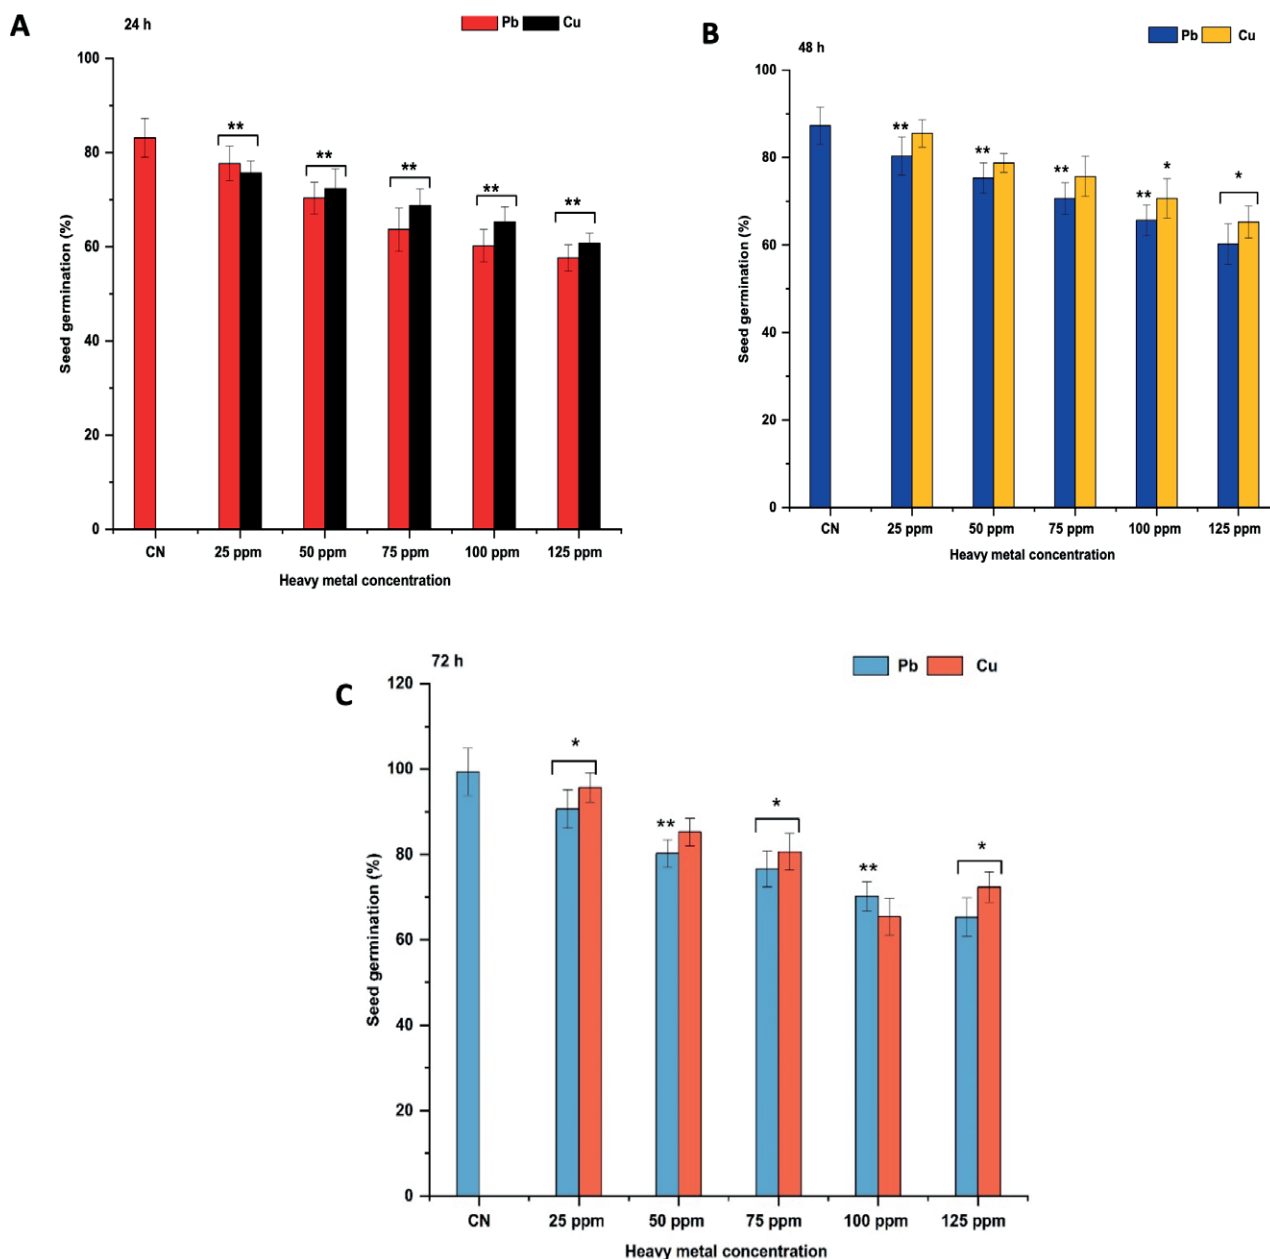 A
24 h
Pb Cu
100
80
60
40
20
0
Seed germination (%)
** ** ** ** **
CN 25 ppm 50 ppm 75 ppm 100 ppm 125 ppm
Heavy metal concentration
B
48 h
Pb Cu
100
80
60
40
20
0
Seed germination (%)
** ** ** ** * *
CN 25 ppm 50 ppm 75 ppm 100 ppm 125 ppm
Heavy metal concentration
C
72 h
Pb Cu
120
100
80
60
40
20
0
Seed germination (%)
* ** * ** *
CN 25 ppm 50 ppm 75 ppm 100 ppm 125 ppm
Heavy metal concentration